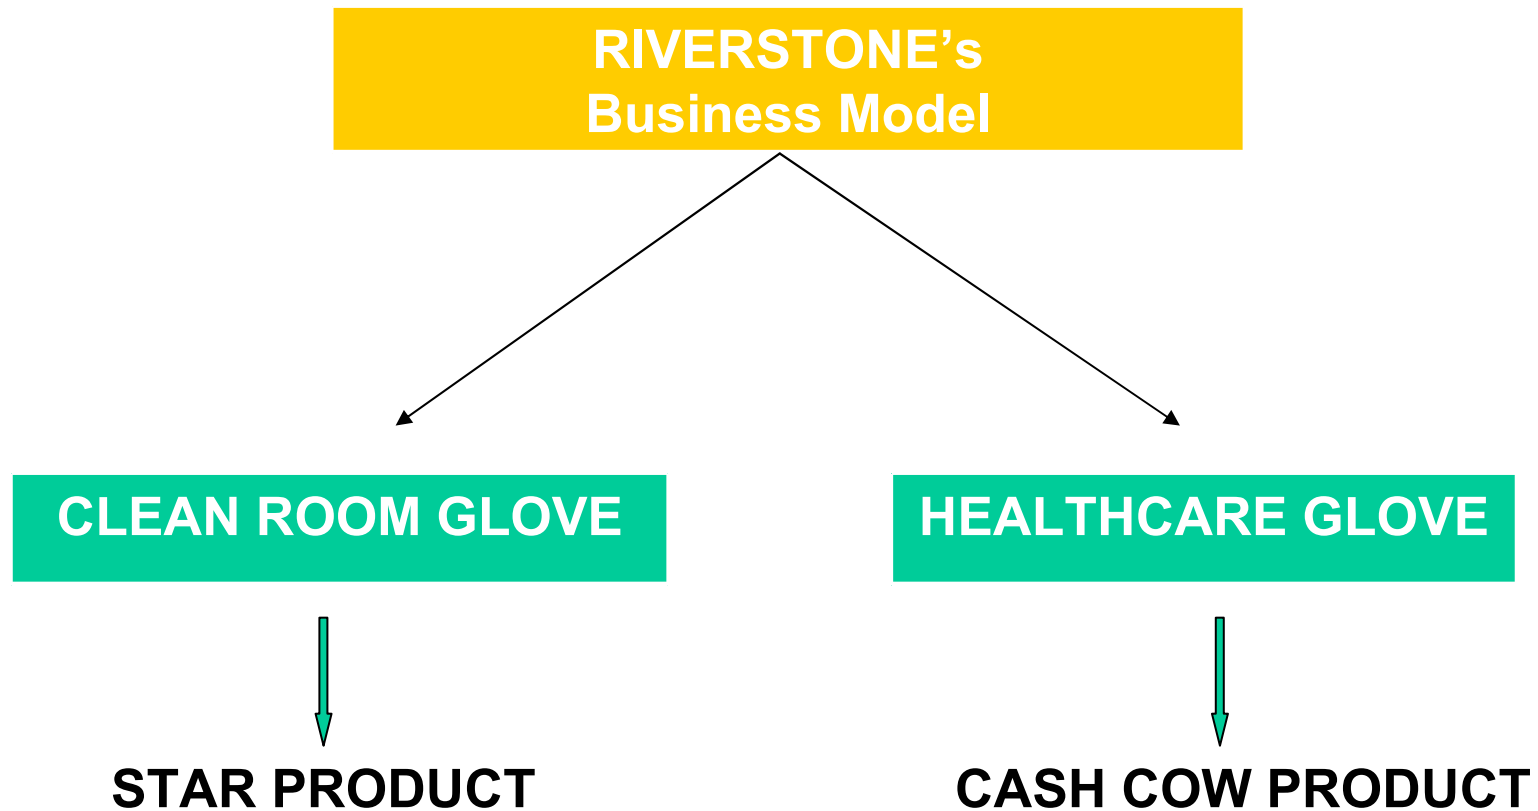 RIVERSTONE’s
Business Model
CLEAN ROOM GLOVE
HEALTHCARE GLOVE
STAR PRODUCT
CASH COW PRODUCT